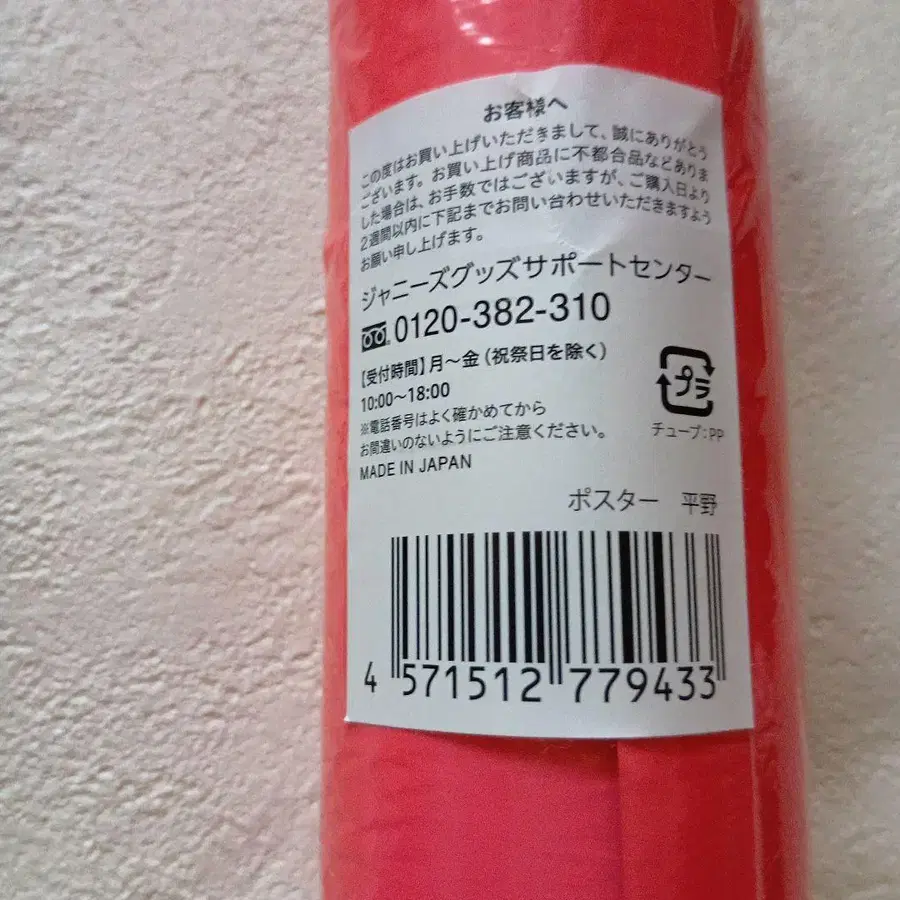 お客様へ
この度はお買い上げいただきまして、誠にありがとう
ございます。お買い上げ商品に不都合品などありま
した場合は、お手数ではございますが、ご購入日より
2週間以内に下記までお問い合わせいただきますよう
お願い申し上げます。
ジャニーズグッズサポートセンター
0120-382-310
【受付時間】月〜金（祝祭日を除く）
10:00〜18:00
※電話番号はよく確かめてから
お間違いのないようにご注意ください。
MADE IN JAPAN
プラ
チューブ:PP
ポスター 平野
4 571512 779433